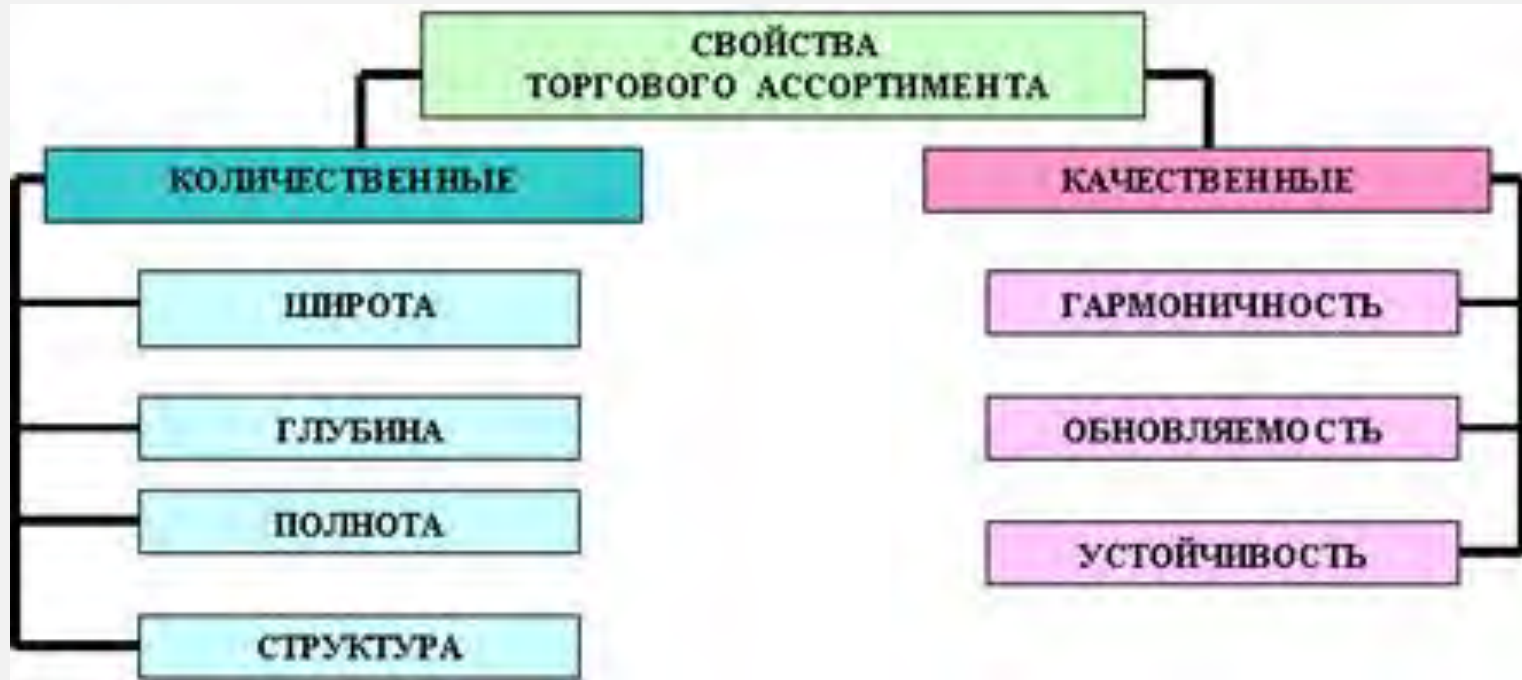 СВОЙСТВА
ТОРГОВОГО АССОРТИМЕНТА
КОЛИЧЕСТВЕННЫЕ
ШИРОТА
ГЛУБИНА
ПОЛНОТА
СТРУКТУРА
КАЧЕСТВЕННЫЕ
ГАРМОНИЧНОСТЬ
ОБНОВЛЯЕМОСТЬ
УСТОЙЧИВОСТЬ